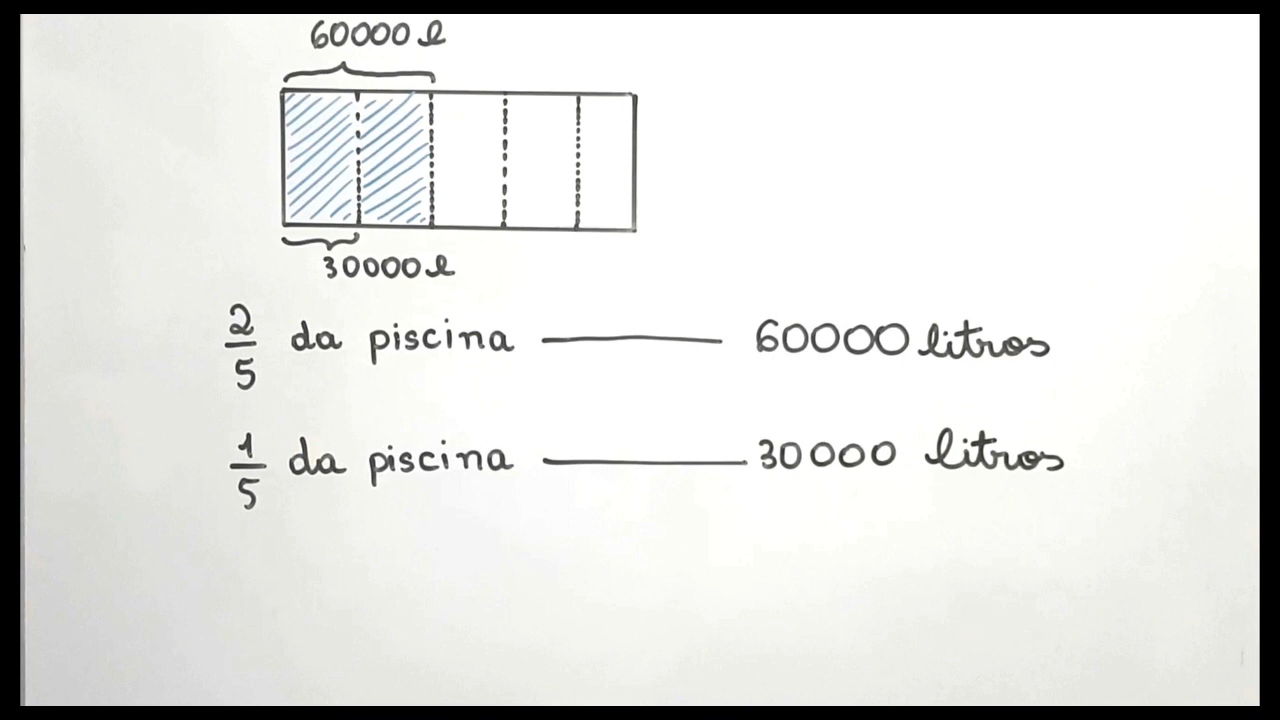 60000 l
30000 l
2/5 da piscina — 60000 litros
1/5 da piscina — 30000 litros